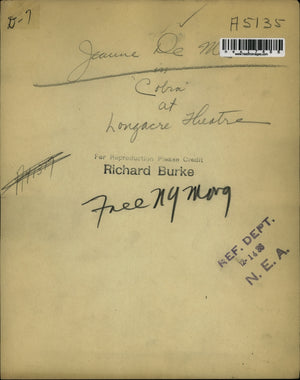 D-7
A5135
Jeanne De M
in
"Cobra"
at
Longacre Theatre
For Reproduction Please Credit
Richard Burke
Free NY Morg
REF. DEPT.
N. E. A.